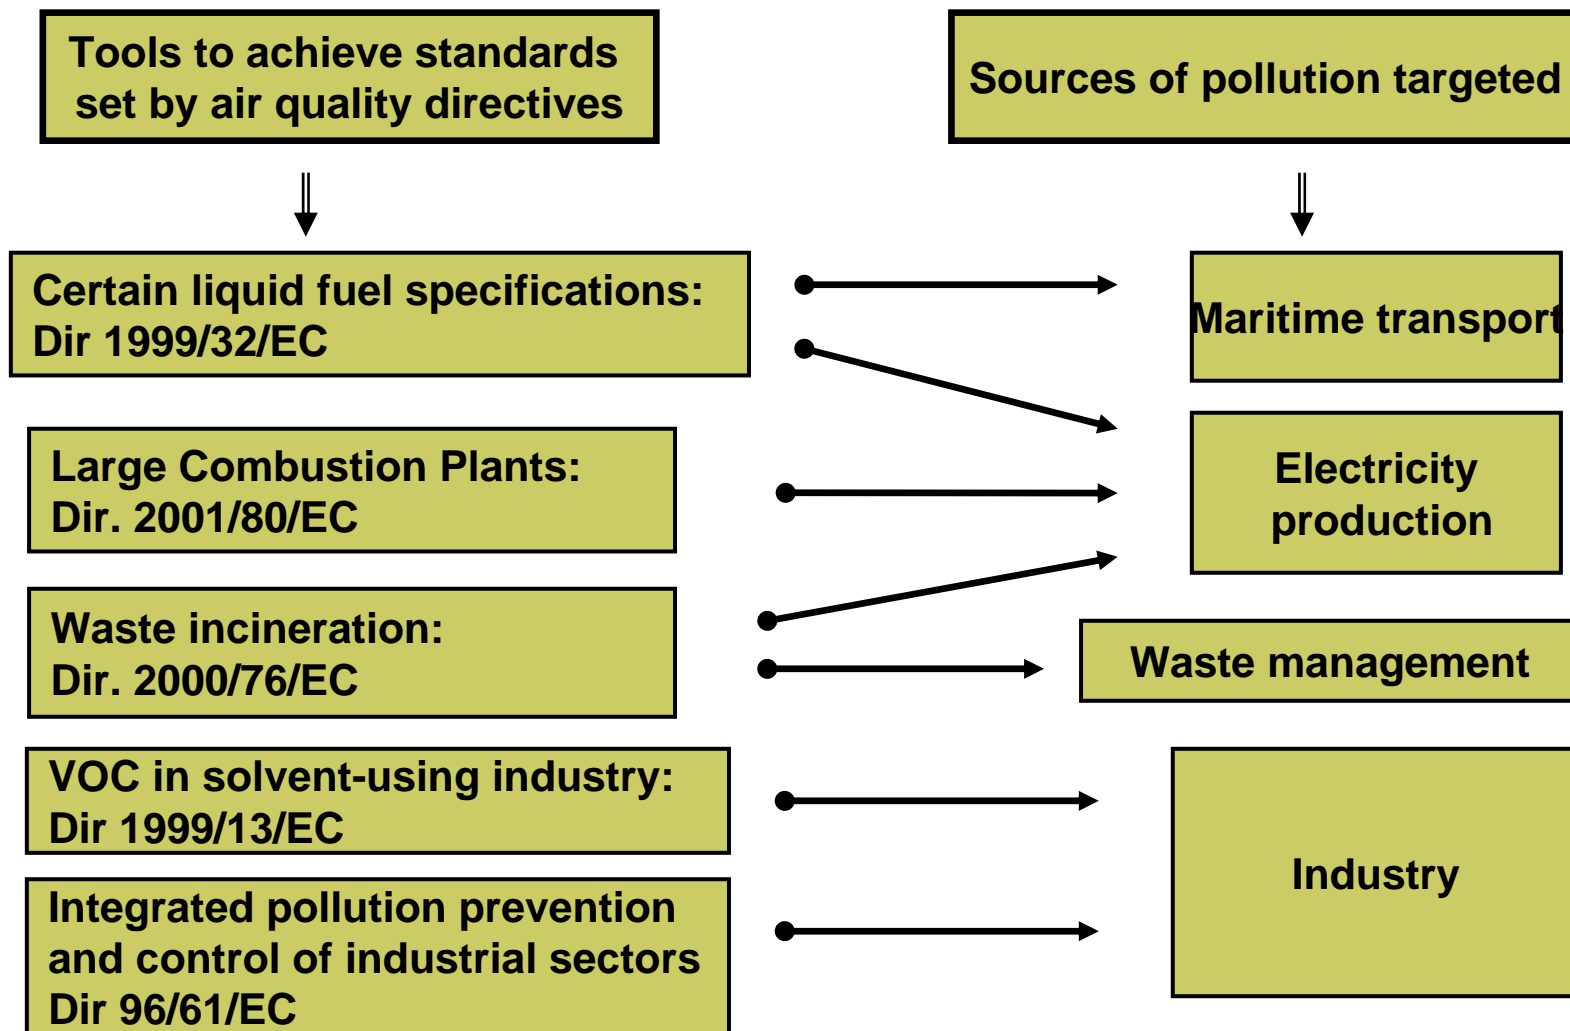 Tools to achieve standards
set by air quality directives
Sources of pollution targeted
Certain liquid fuel specifications:
Dir 1999/32/EC
Maritime transport
Large Combustion Plants:
Dir. 2001/80/EC
Electricity
production
Waste incineration:
Dir. 2000/76/EC
Waste management
VOC in solvent-using industry:
Dir 1999/13/EC
Industry
Integrated pollution prevention
and control of industrial sectors
Dir 96/61/EC